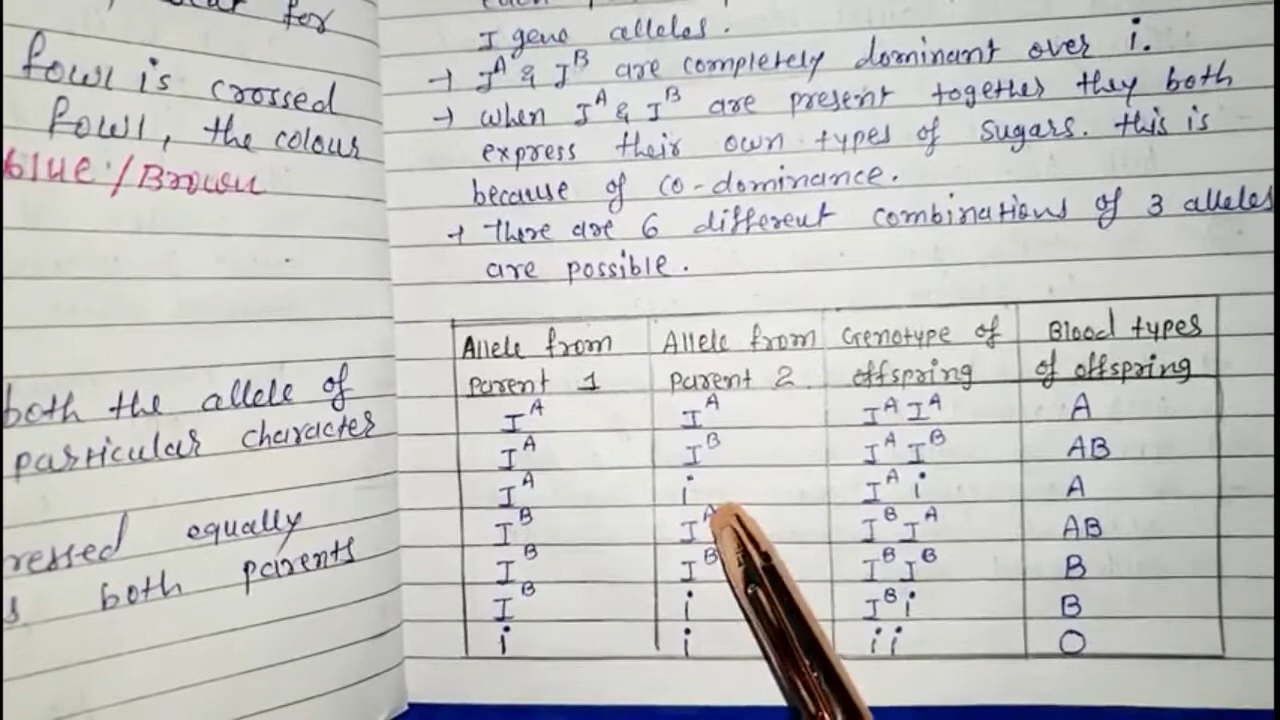 for
fowl is crossed
fowl, the colour
blue/Brown
both the allele of
particular character
ressed equally
s both parents
I gene alleles.
→ I^A & I^B are completely dominant over i.
→ when I^A & I^B are present together they both
express their own types of sugars. this is
because of co-dominance.
→ there are 6 different combinations of 3 alleles
are possible.
Allele from parent 1 | Allele from parent 2. | Genotype of offspring | Blood types of offspring
I^A | I^A | I^A I^A | A
I^A | I^B | I^A I^B | AB
I^A | i | I^A i | A
I^B | I^A | I^B I^A | AB
I^B | I^B | I^B I^B | B
I^B | i | I^B i | B
i | i | i i | O